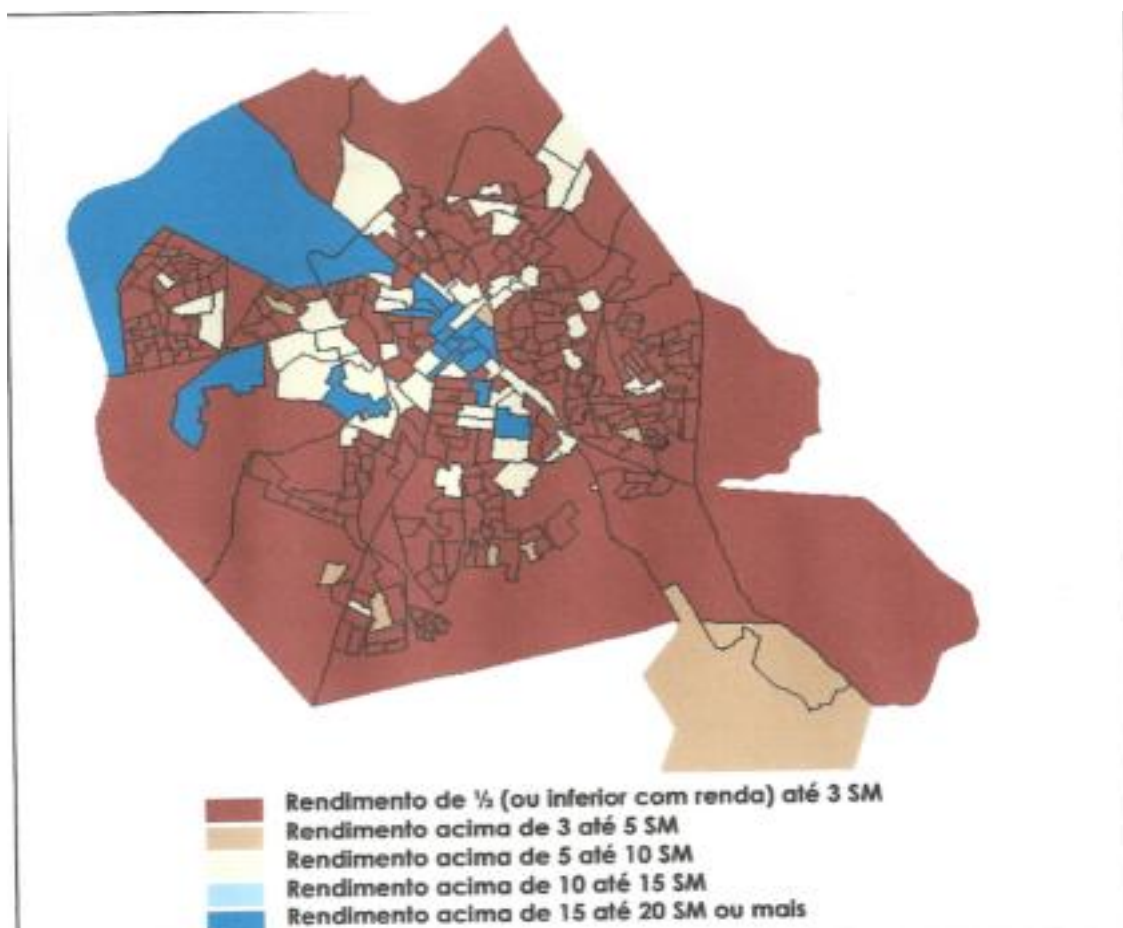 Rendimento de ½ (ou inferior com renda) até 3 SM
Rendimento acima de 3 até 5 SM
Rendimento acima de 5 até 10 SM
Rendimento acima de 10 até 15 SM
Rendimento acima de 15 até 20 SM ou mais